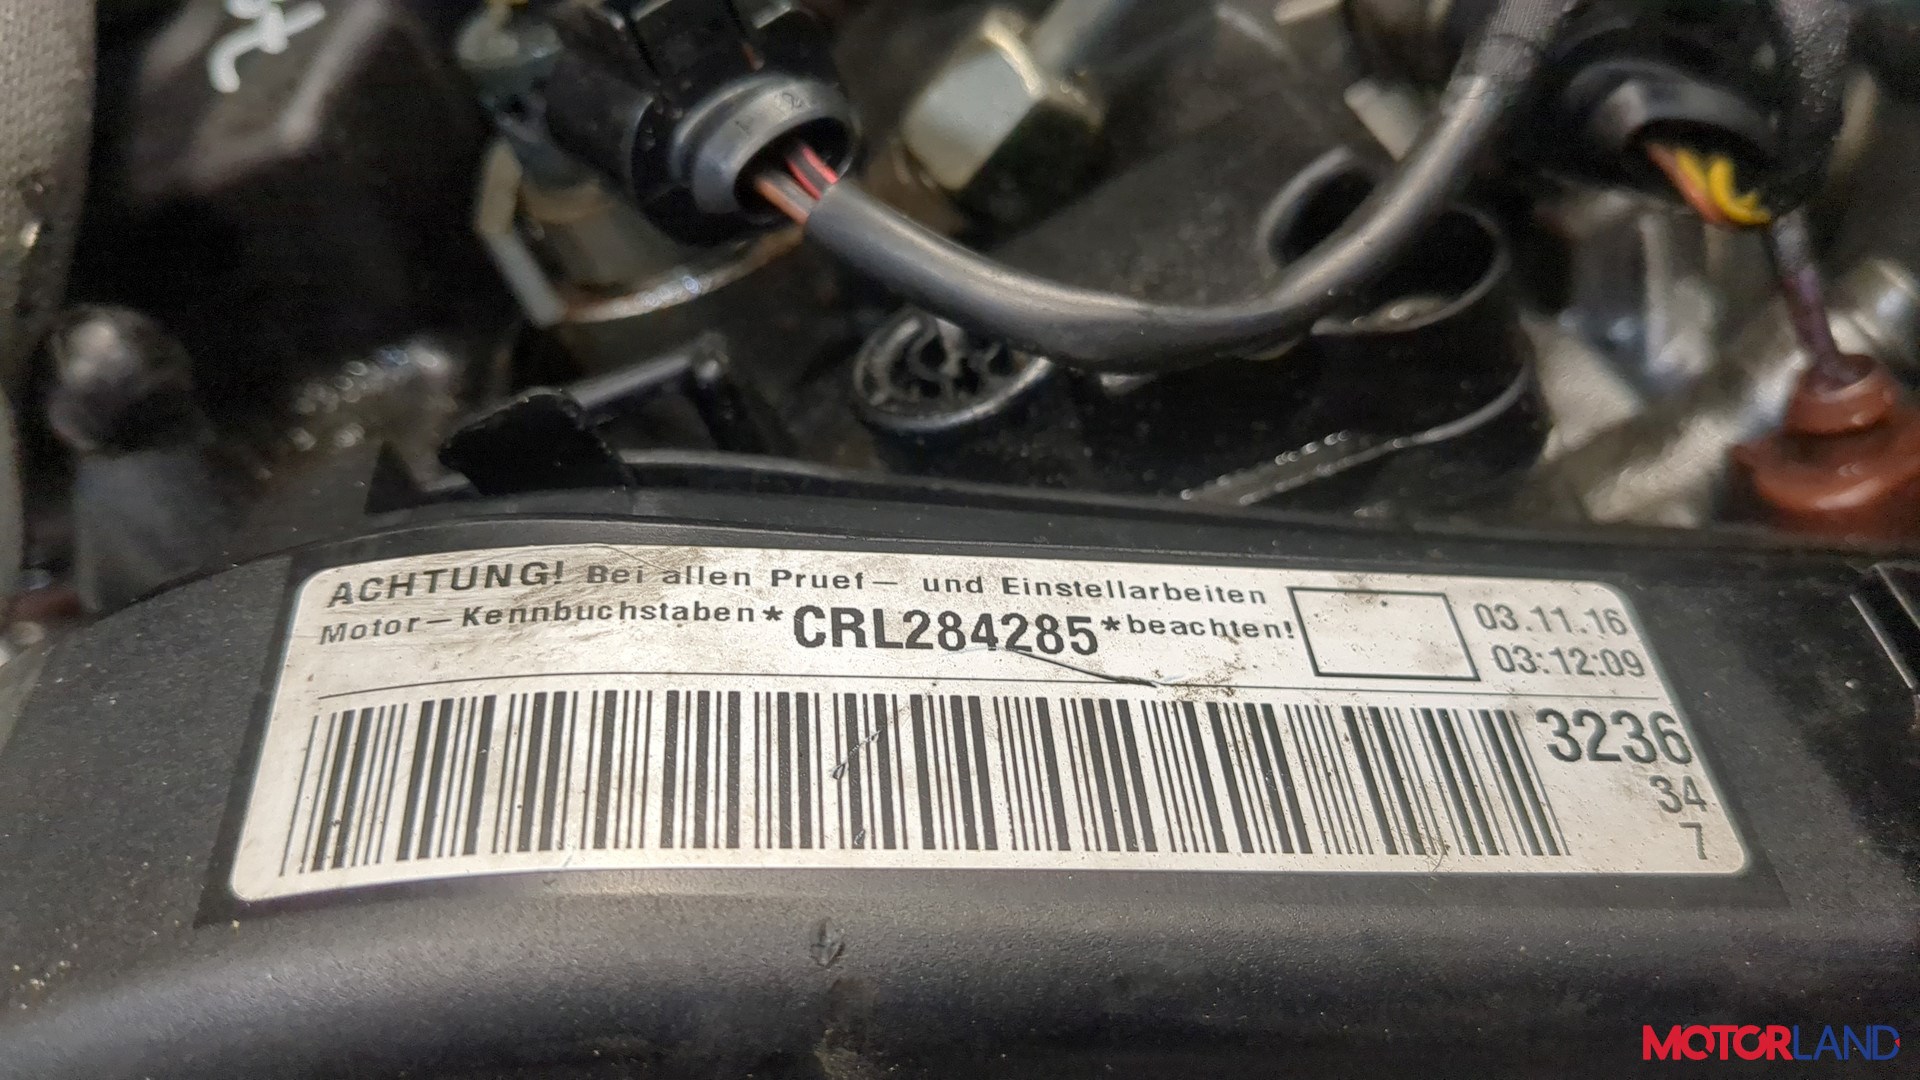 ACHTUNG! Bei allen Pruef– und Einstellarbeiten
Motor–Kennbuchstaben*CRL284285*beachten!
03.11.16
03:12:09
3236
34
7
MOTORLAND